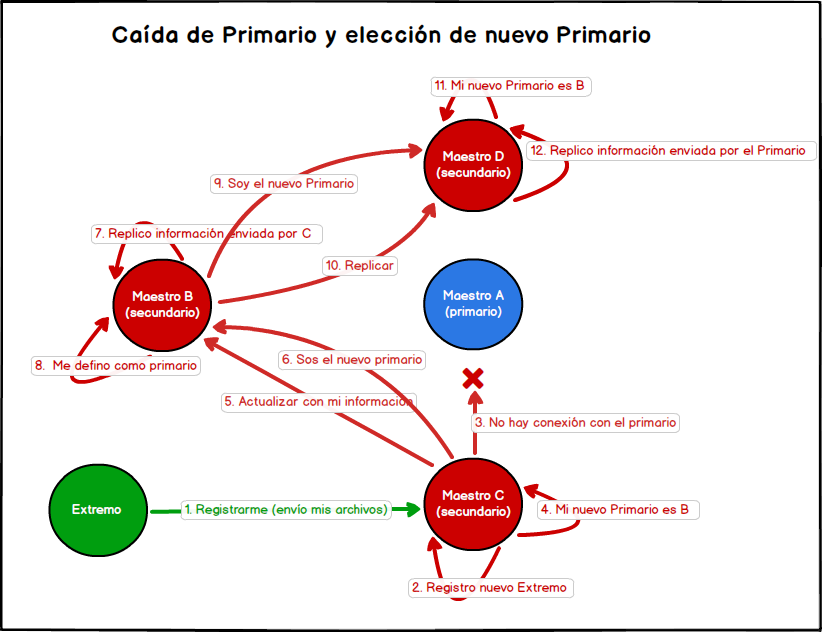 Caída de Primario y elección de nuevo Primario
11. Mi nuevo Primario es B
Maestro D
(secundario)
12. Replico información enviada por el Primario
9. Soy el nuevo Primario
7. Replico información enviada por C
10. Replicar
Maestro B
(secundario)
Maestro A
(primario)
8. Me defino como primario
6. Sos el nuevo primario
5. Actualizar con mi información
3. No hay conexión con el primario
Maestro C
(secundario)
Extremo
1. Registrarme (envío mis archivos)
4. Mi nuevo Primario es B
2. Registro nuevo Extremo